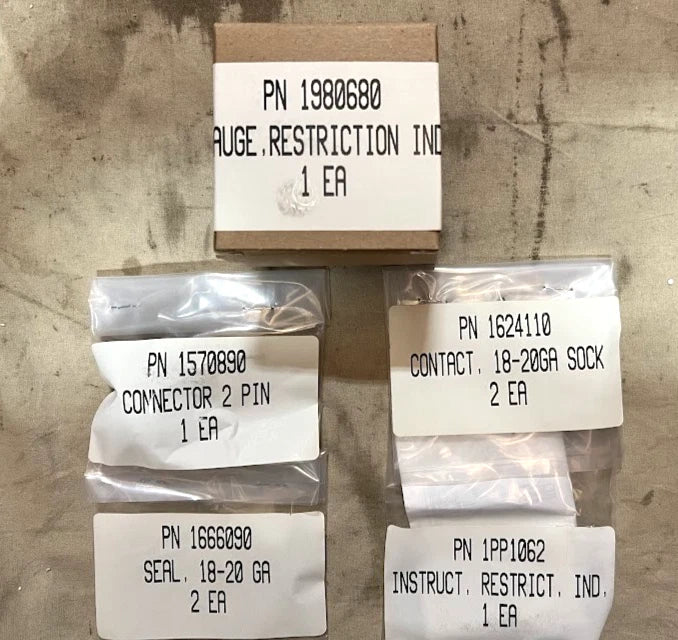 PN 1980680
AUGE,RESTRICTION IND
1 EA
PN 1570890
CONNECTOR 2 PIN
1 EA
PN 1624110
CONTACT, 18-20GA SOCK
2 EA
PN 1666090
SEAL, 18-20 GA
2 EA
PN 1PP1062
INSTRUCT, RESTRICT, IND,
1 EA